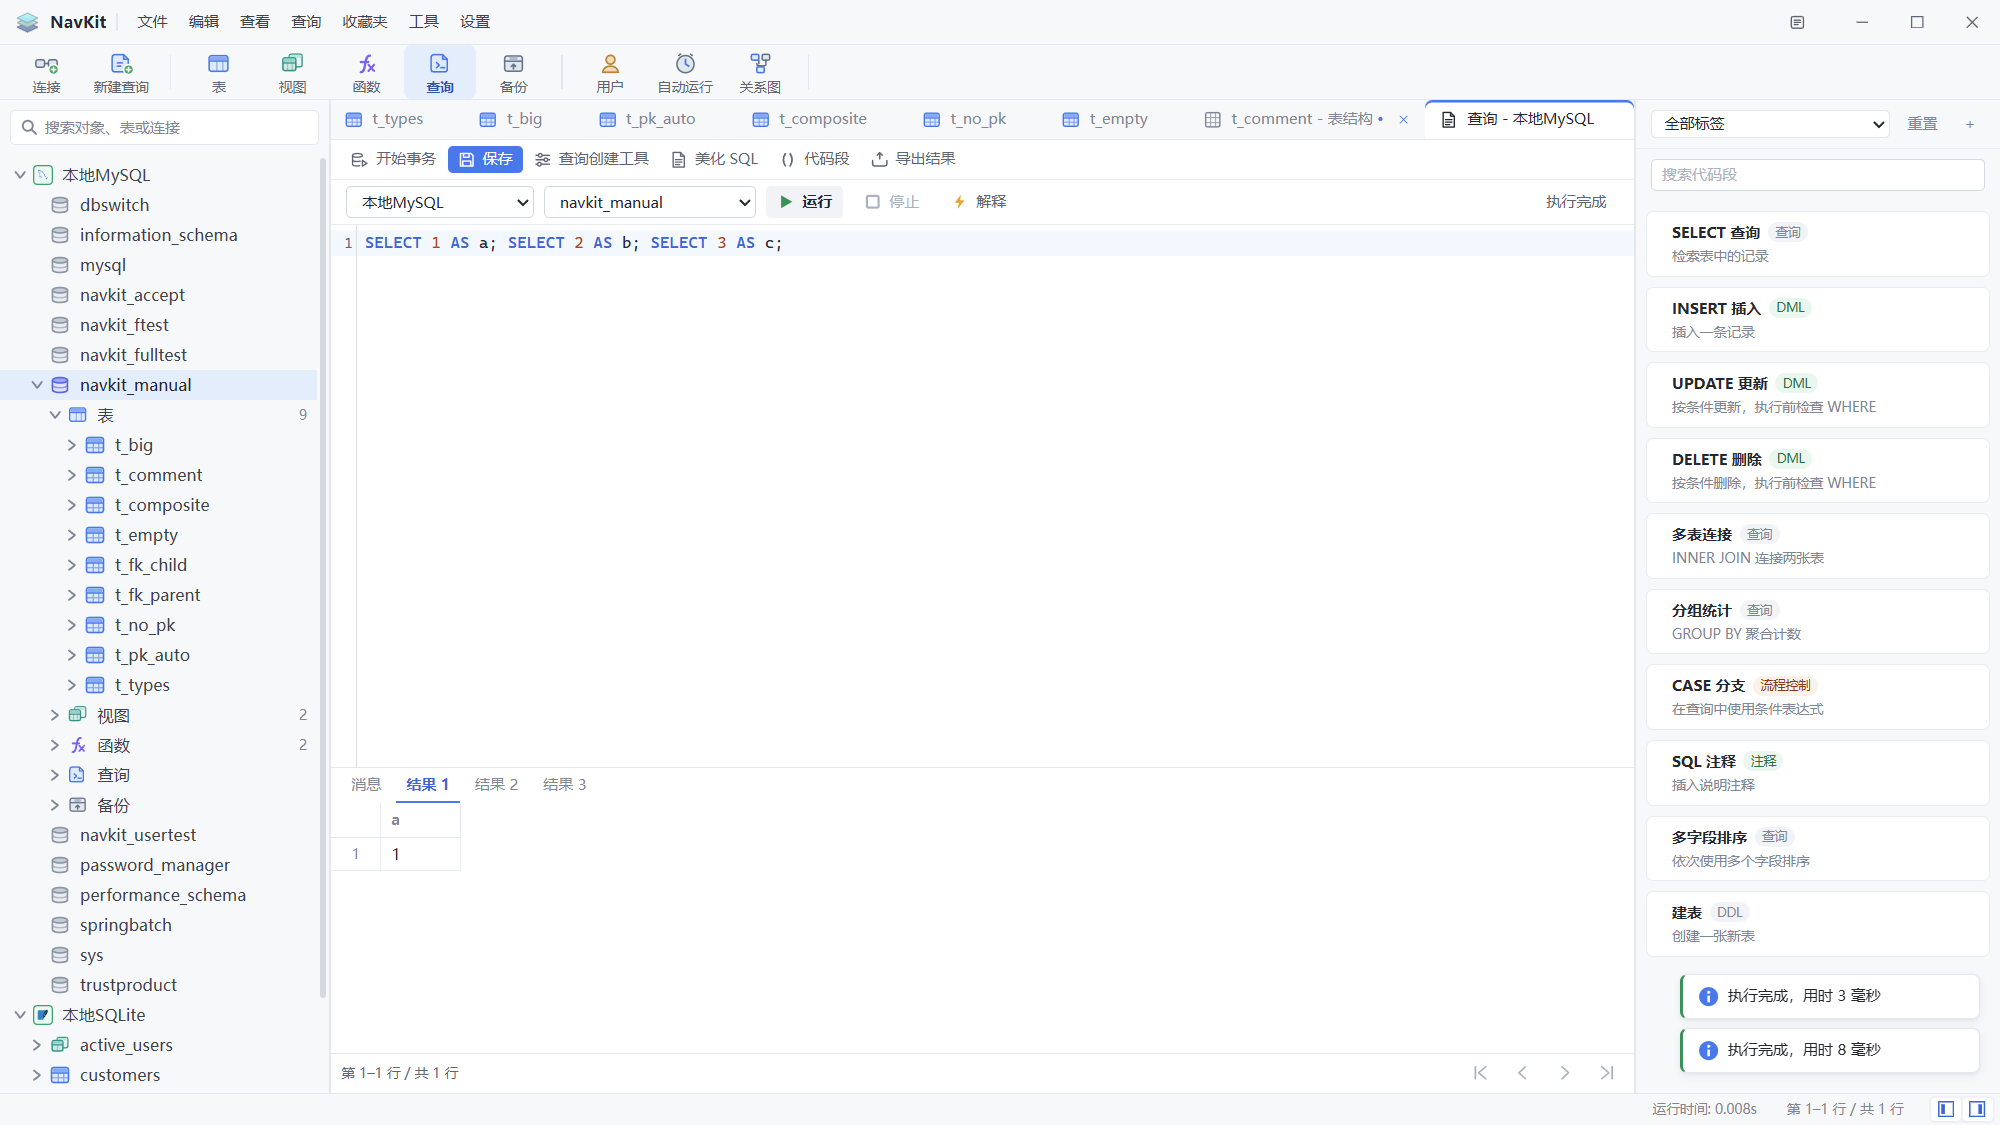 NavKit 文件 编辑 查看 查询 收藏夹 工具 设置
连接 新建查询 表 视图 函数 查询 备份 用户 自动运行 关系图
搜索对象、表或连接
本地MySQL
dbswitch
information_schema
mysql
navkit_accept
navkit_ftest
navkit_fulltest
navkit_manual
表 9
t_big
t_comment
t_composite
t_empty
t_fk_child
t_fk_parent
t_no_pk
t_pk_auto
t_types
视图 2
函数 2
查询
备份
navkit_usertest
password_manager
performance_schema
springbatch
sys
trustproduct
本地SQLite
active_users
customers
t_types t_big t_pk_auto t_composite t_no_pk t_empty t_comment - 表结构 • × 查询 - 本地MySQL
开始事务 保存 查询创建工具 美化 SQL () 代码段 导出结果
本地MySQL navkit_manual 运行 停止 解释 执行完成
1 SELECT 1 AS a; SELECT 2 AS b; SELECT 3 AS c;
消息 结果 1 结果 2 结果 3
a
1 1
第 1–1 行 / 共 1 行
全部标签 重置 +
搜索代码段
SELECT 查询 查询
检索表中的记录
INSERT 插入 DML
插入一条记录
UPDATE 更新 DML
按条件更新，执行前检查 WHERE
DELETE 删除 DML
按条件删除，执行前检查 WHERE
多表连接 查询
INNER JOIN 连接两张表
分组统计 查询
GROUP BY 聚合计数
CASE 分支 流程控制
在查询中使用条件表达式
SQL 注释 注释
插入说明注释
多字段排序 查询
依次使用多个字段排序
建表 DDL
创建一张新表
执行完成，用时 3 毫秒
执行完成，用时 8 毫秒
运行时间: 0.008s 第 1–1 行 / 共 1 行